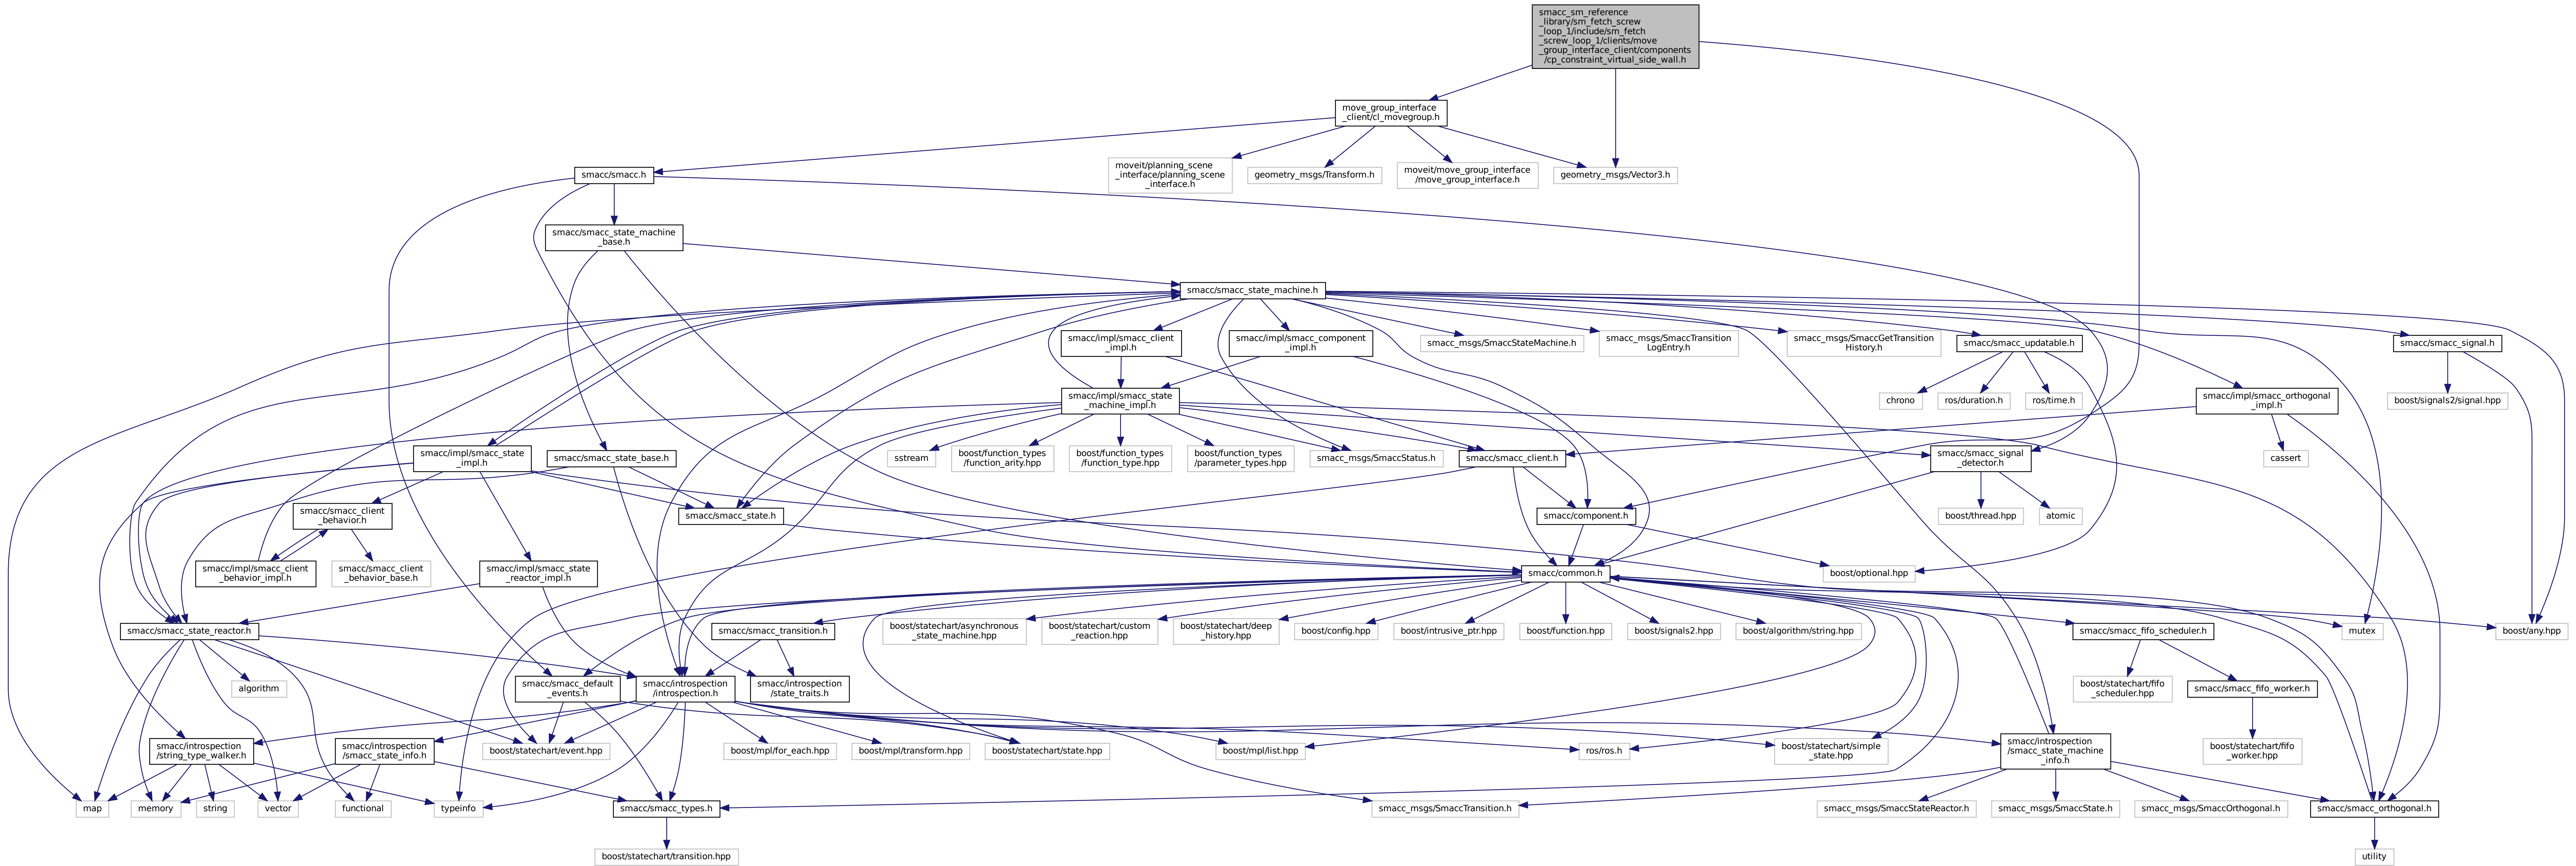 smacc_sm_reference
_library/sm_fetch_screw
_loop_1/include/sm_fetch
_screw_loop_1/clients/move
_group_interface_client/components
/cp_constraint_virtual_side_wall.h
move_group_interface
_client/cl_movegroup.h
smacc/smacc.h
moveit/planning_scene
_interface/planning_scene
_interface.h
geometry_msgs/Transform.h
moveit/move_group_interface
/move_group_interface.h
geometry_msgs/Vector3.h
smacc/smacc_state_machine
_base.h
smacc/smacc_state_machine.h
smacc/impl/smacc_client
_impl.h
smacc/impl/smacc_component
_impl.h
smacc_msgs/SmaccStateMachine.h
smacc_msgs/SmaccTransition
LogEntry.h
smacc_msgs/SmaccGetTransition
History.h
smacc/smacc_updatable.h
smacc/smacc_signal.h
smacc/impl/smacc_state
_machine_impl.h
chrono
ros/duration.h
ros/time.h
smacc/impl/smacc_orthogonal
_impl.h
boost/signals2/signal.hpp
smacc/impl/smacc_state
_impl.h
smacc/smacc_state_base.h
sstream
boost/function_types
/function_arity.hpp
boost/function_types
/function_type.hpp
boost/function_types
/parameter_types.hpp
smacc_msgs/SmaccStatus.h
smacc/smacc_client.h
smacc/smacc_signal
_detector.h
cassert
smacc/smacc_client
_behavior.h
smacc/smacc_state.h
smacc/component.h
boost/thread.hpp
atomic
smacc/impl/smacc_client
_behavior_impl.h
smacc/smacc_client
_behavior_base.h
smacc/impl/smacc_state
_reactor_impl.h
smacc/common.h
boost/optional.hpp
smacc/smacc_state_reactor.h
smacc/smacc_transition.h
boost/statechart/asynchronous
_state_machine.hpp
boost/statechart/custom
_reaction.hpp
boost/statechart/deep
_history.hpp
boost/config.hpp
boost/intrusive_ptr.hpp
boost/function.hpp
boost/signals2.hpp
boost/algorithm/string.hpp
smacc/smacc_fifo_scheduler.h
mutex
boost/any.hpp
algorithm
smacc/smacc_default
_events.h
smacc/introspection
/introspection.h
smacc/introspection
/state_traits.h
boost/statechart/fifo
_scheduler.hpp
smacc/smacc_fifo_worker.h
smacc/introspection
/string_type_walker.h
smacc/introspection
/smacc_state_info.h
boost/statechart/event.hpp
boost/mpl/for_each.hpp
boost/mpl/transform.hpp
boost/statechart/state.hpp
boost/mpl/list.hpp
ros/ros.h
boost/statechart/simple
_state.hpp
smacc/introspection
/smacc_state_machine
_info.h
boost/statechart/fifo
_worker.hpp
map
memory
string
vector
functional
typeinfo
smacc/smacc_types.h
smacc_msgs/SmaccTransition.h
smacc_msgs/SmaccStateReactor.h
smacc_msgs/SmaccState.h
smacc_msgs/SmaccOrthogonal.h
smacc/smacc_orthogonal.h
boost/statechart/transition.hpp
utility